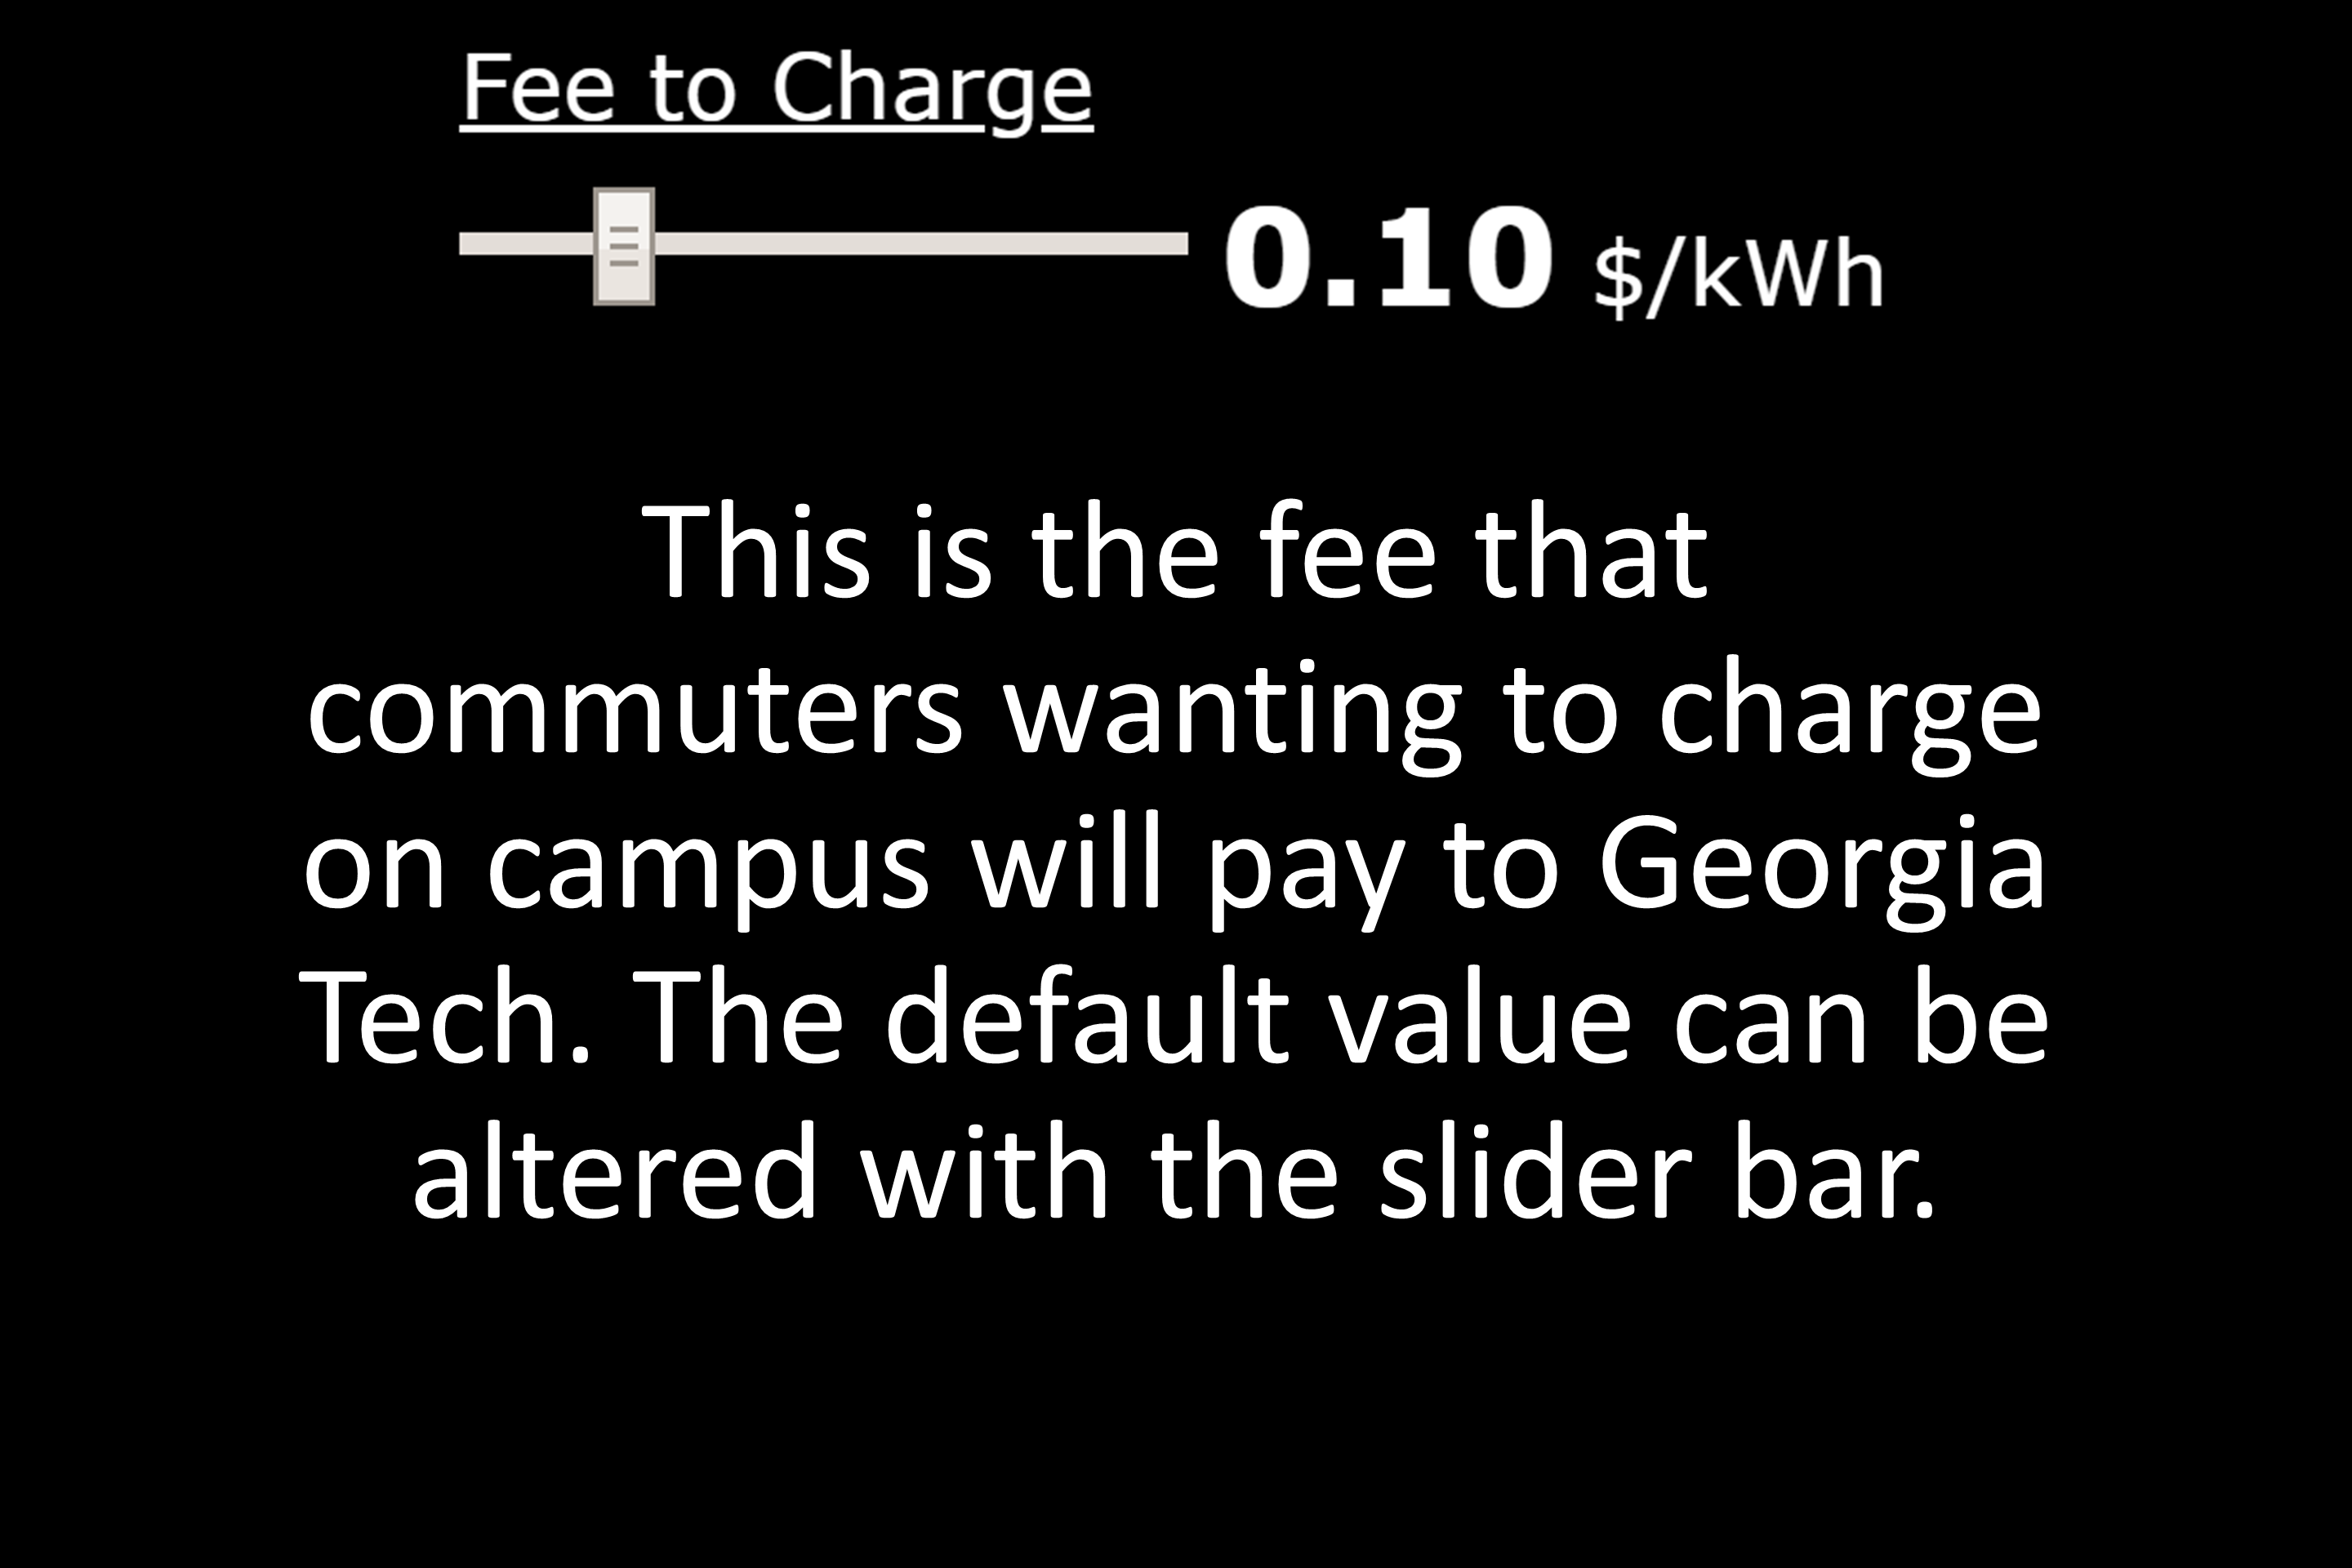 Fee to Charge
0.10 $/kWh
This is the fee that
commuters wanting to charge
on campus will pay to Georgia
Tech. The default value can be
altered with the slider bar.